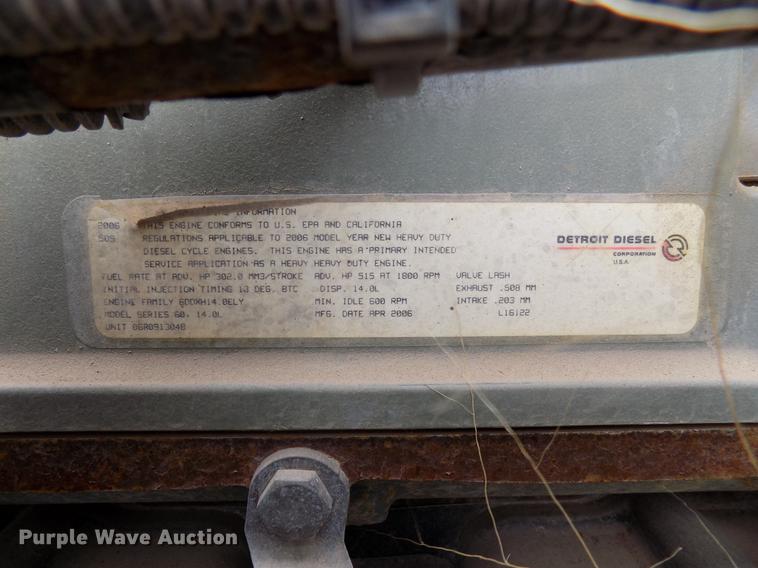 INFORMATION
2006 THIS ENGINE CONFORMS TO U.S. EPA AND CALIFORNIA
50S REGULATIONS APPLICABLE TO 2006 MODEL YEAR NEW HEAVY DUTY
DIESEL CYCLE ENGINES. THIS ENGINE HAS A PRIMARY INTENDED
SERVICE APPLICATION AS A HEAVY HEAVY DUTY ENGINE.
FUEL RATE AT ADV. HP 302.0 MM3/STROKE ADV. HP 515 AT 1800 RPM VALVE LASH
INITIAL INJECTION TIMING 13 DEG. BTC DISP. 14.0L EXHAUST .508 MM
ENGINE FAMILY 6DDXH14.0ELY MIN. IDLE 600 RPM INTAKE .203 MM
MODEL SERIES 60, 14.0L MFG. DATE APR 2006 L16122
UNIT 06R0913048
DETROIT DIESEL
CORPORATION
U.S.A.
Purple Wave Auction